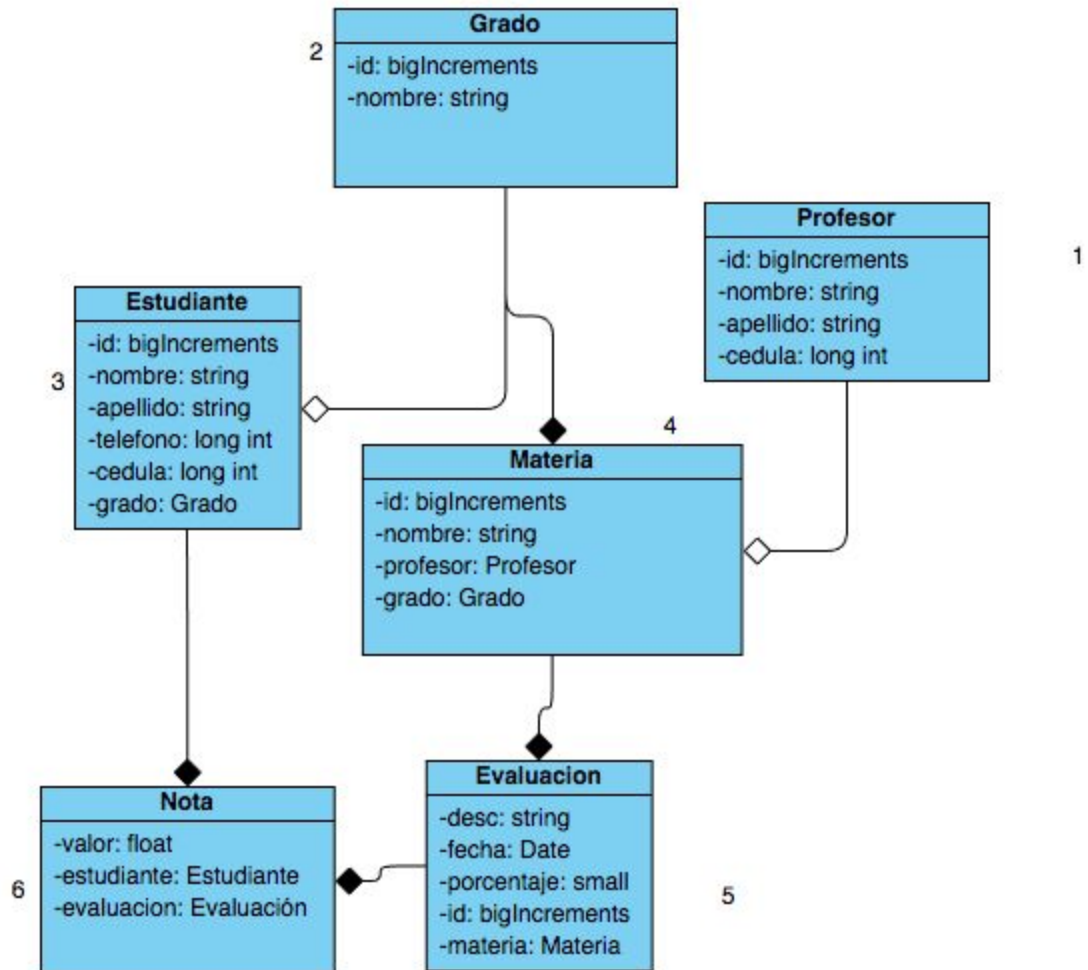 Grado
2
-id: bigIncrements
-nombre: string
Profesor
1
-id: bigIncrements
-nombre: string
-apellido: string
-cedula: long int
Estudiante
3
-id: bigIncrements
-nombre: string
-apellido: string
-telefono: long int
-cedula: long int
-grado: Grado
4
Materia
-id: bigIncrements
-nombre: string
-profesor: Profesor
-grado: Grado
Evaluacion
5
-desc: string
-fecha: Date
-porcentaje: small
-id: bigIncrements
-materia: Materia
Nota
6
-valor: float
-estudiante: Estudiante
-evaluacion: Evaluación